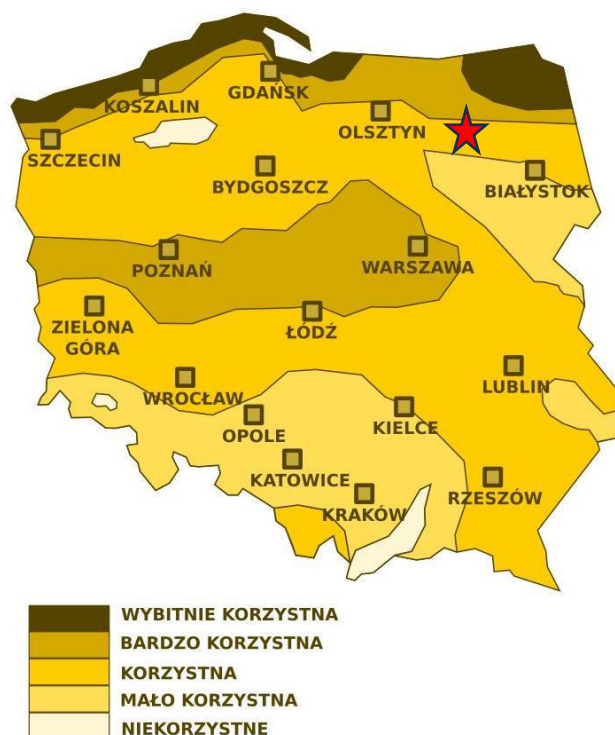 KOSZALIN
GDAŃSK
OLSZTYN
SZCZECIN
BYDGOSZCZ
BIAŁYSTOK
POZNAŃ
WARSZAWA
ZIELONA
GÓRA
ŁÓDŹ
WROCŁAW
LUBLIN
OPOLE
KIELCE
KATOWICE
KRAKÓW
RZESZÓW
WYBITNIE KORZYSTNA
BARDZO KORZYSTNA
KORZYSTNA
MAŁO KORZYSTNA
NIEKORZYSTNE